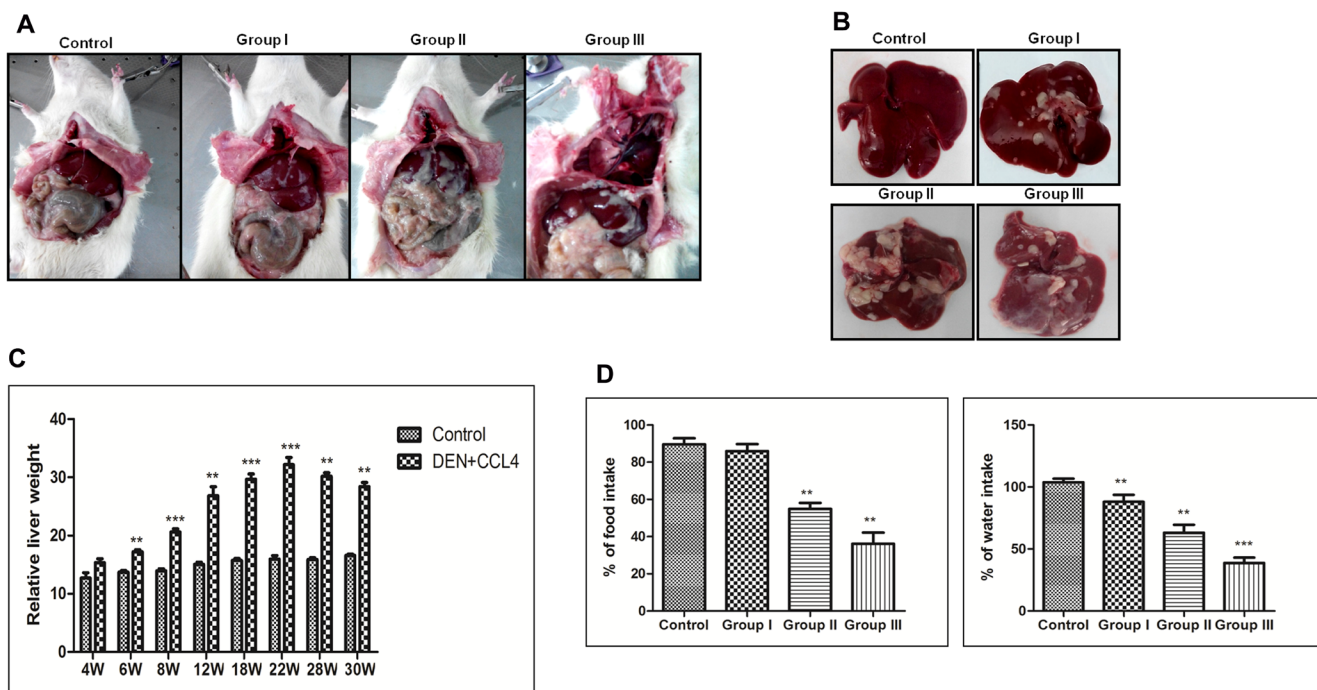 A
Control Group I Group II Group III
B
Control Group I
Group II Group III
C
Relative liver weight
40
30
20
10
0
Control
DEN+CCL4
**
***
**
***
***
**
**
4W 6W 8W 12W 18W 22W 28W 30W
D
% of food intake
100
80
60
40
20
0
**
**
Control Group I Group II Group III
% of water intake
150
100
50
0
**
**
***
Control Group I Group II Group III